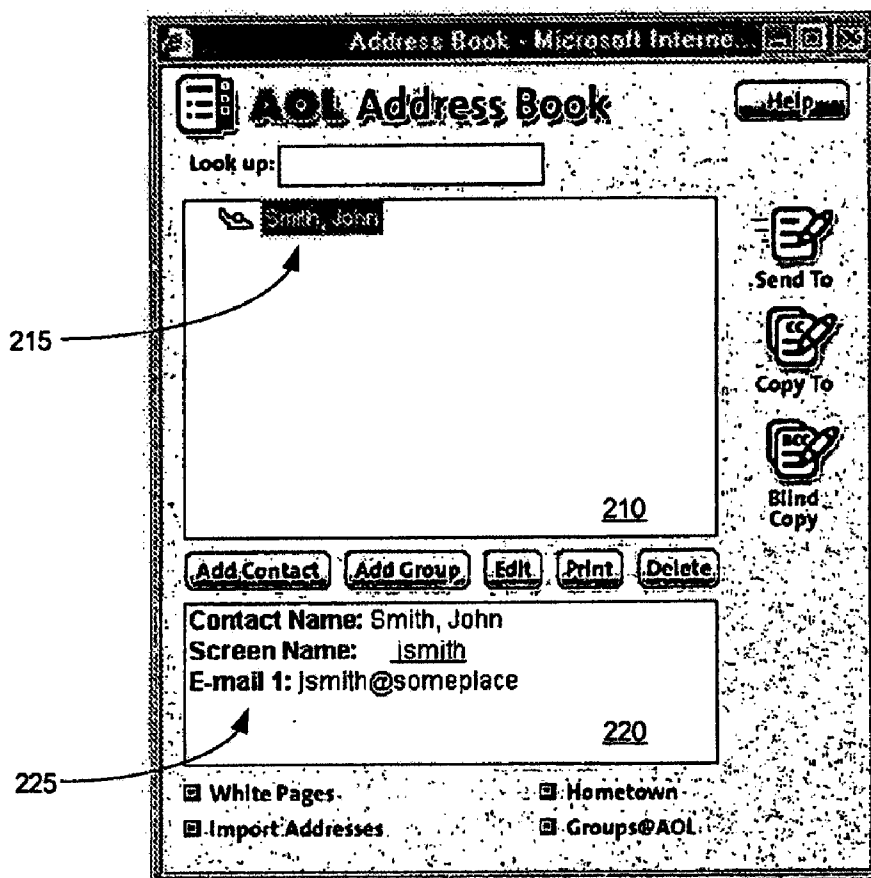 Address Book - Microsoft Interne...
AOL Address Book
Help
Look up:
Smith, John
Send To
215
CC
Copy To
BCC
Blind
Copy
210
Add Contact Add Group Edit Print Delete
Contact Name: Smith, John
Screen Name: jsmith
E-mail 1: jsmith@someplace
220
225
White Pages Hometown
Import Addresses Groups@AOL